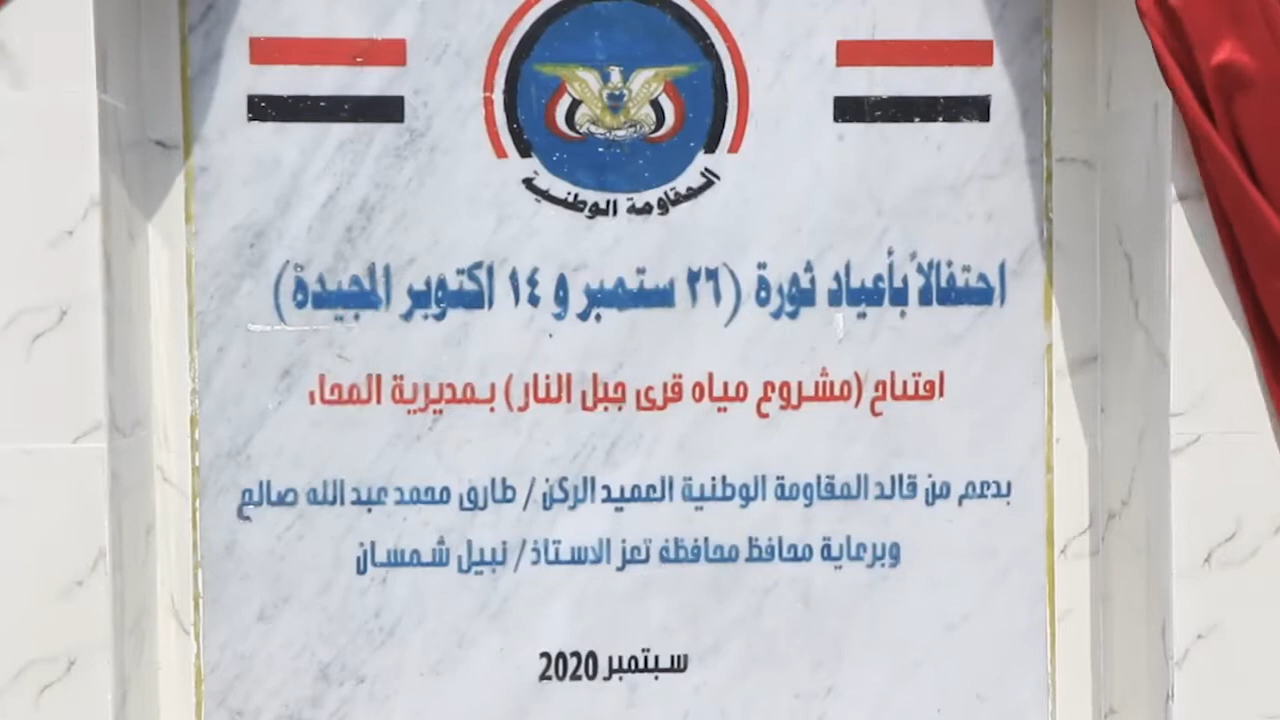 المقاومة الوطنية
احتفالاً بأعياد ثورة (٢٦ ستمبر و ١٤ اكتوبر المجيدة)
افتتاح (مشروع مياه قرى جبل النار) بمديرية المخاء
بدعم من قائد المقاومة الوطنية العميد الركن / طارق محمد عبد الله صالح
وبرعاية محافظ محافظة تعز الاستاذ / نبيل شمسان
سبتمبر 2020